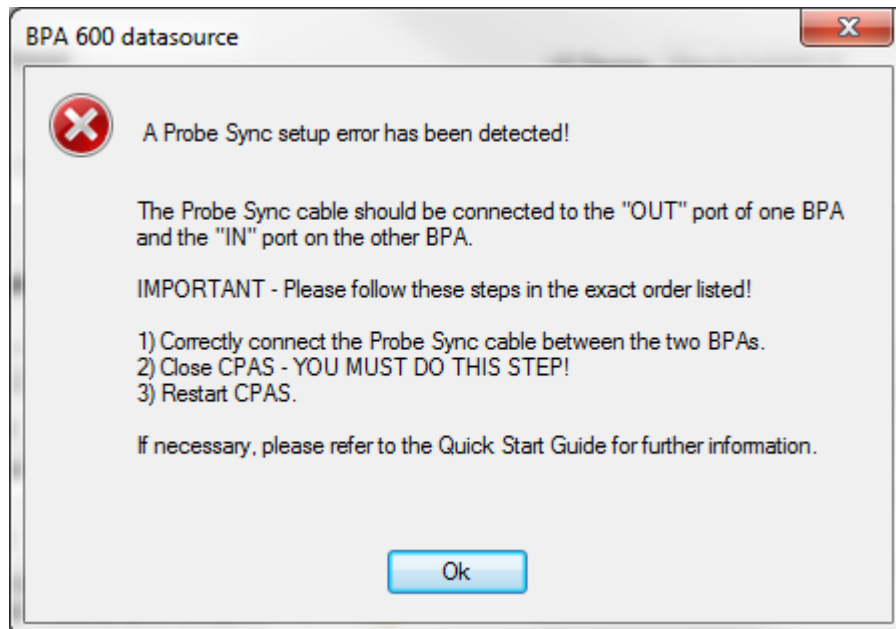 BPA 600 datasource
A Probe Sync setup error has been detected!
The Probe Sync cable should be connected to the "OUT" port of one BPA
and the "IN" port on the other BPA.
IMPORTANT - Please follow these steps in the exact order listed!
1) Correctly connect the Probe Sync cable between the two BPAs.
2) Close CPAS - YOU MUST DO THIS STEP!
3) Restart CPAS.
If necessary, please refer to the Quick Start Guide for further information.
Ok